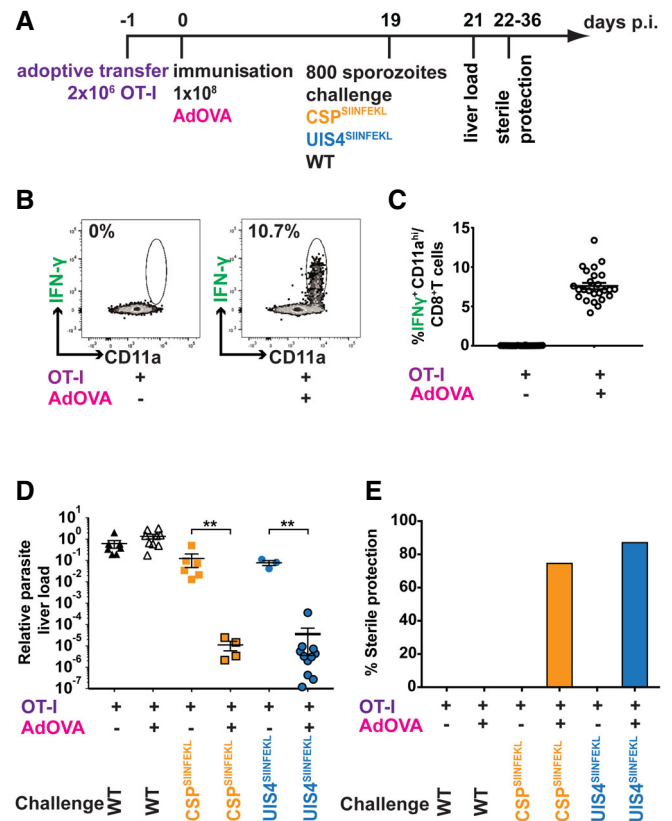 A
-1 0 19 21 22-36 days p.i.
adoptive transfer
2x10⁶ OT-I
immunisation
1x10⁸
AdOVA
800 sporozoites
challenge
CSP^SIINFEKL
UIS4^SIINFEKL
WT
liver load
sterile
protection
B
0%
IFN-γ
CD11a
10.7%
IFN-γ
CD11a
OT-I + +
AdOVA - +
C
%IFNγ⁺ CD11a^hi/
CD8⁺T cells
15
10
5
0
OT-I + +
AdOVA - +
D
Relative parasite
liver load
10¹
10⁰
10⁻¹
10⁻²
10⁻⁴
10⁻⁵
10⁻⁶
10⁻⁷
** **
OT-I + + + + + +
AdOVA - + - + - +
Challenge WT WT CSP^SIINFEKL CSP^SIINFEKL UIS4^SIINFEKL UIS4^SIINFEKL
E
% Sterile protection
100
80
60
40
20
0
OT-I + + + + + +
AdOVA - + - + - +
Challenge WT WT CSP^SIINFEKL CSP^SIINFEKL UIS4^SIINFEKL UIS4^SIINFEKL